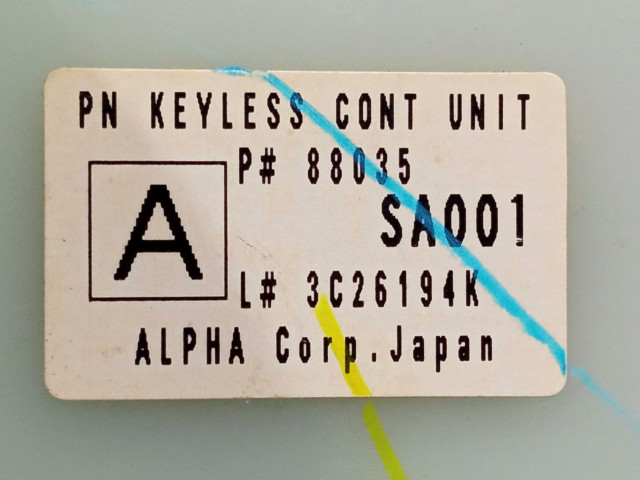 PN KEYLESS CONT UNIT
P# 88035
SA001
A
L# 3C26194K
ALPHA Corp.Japan